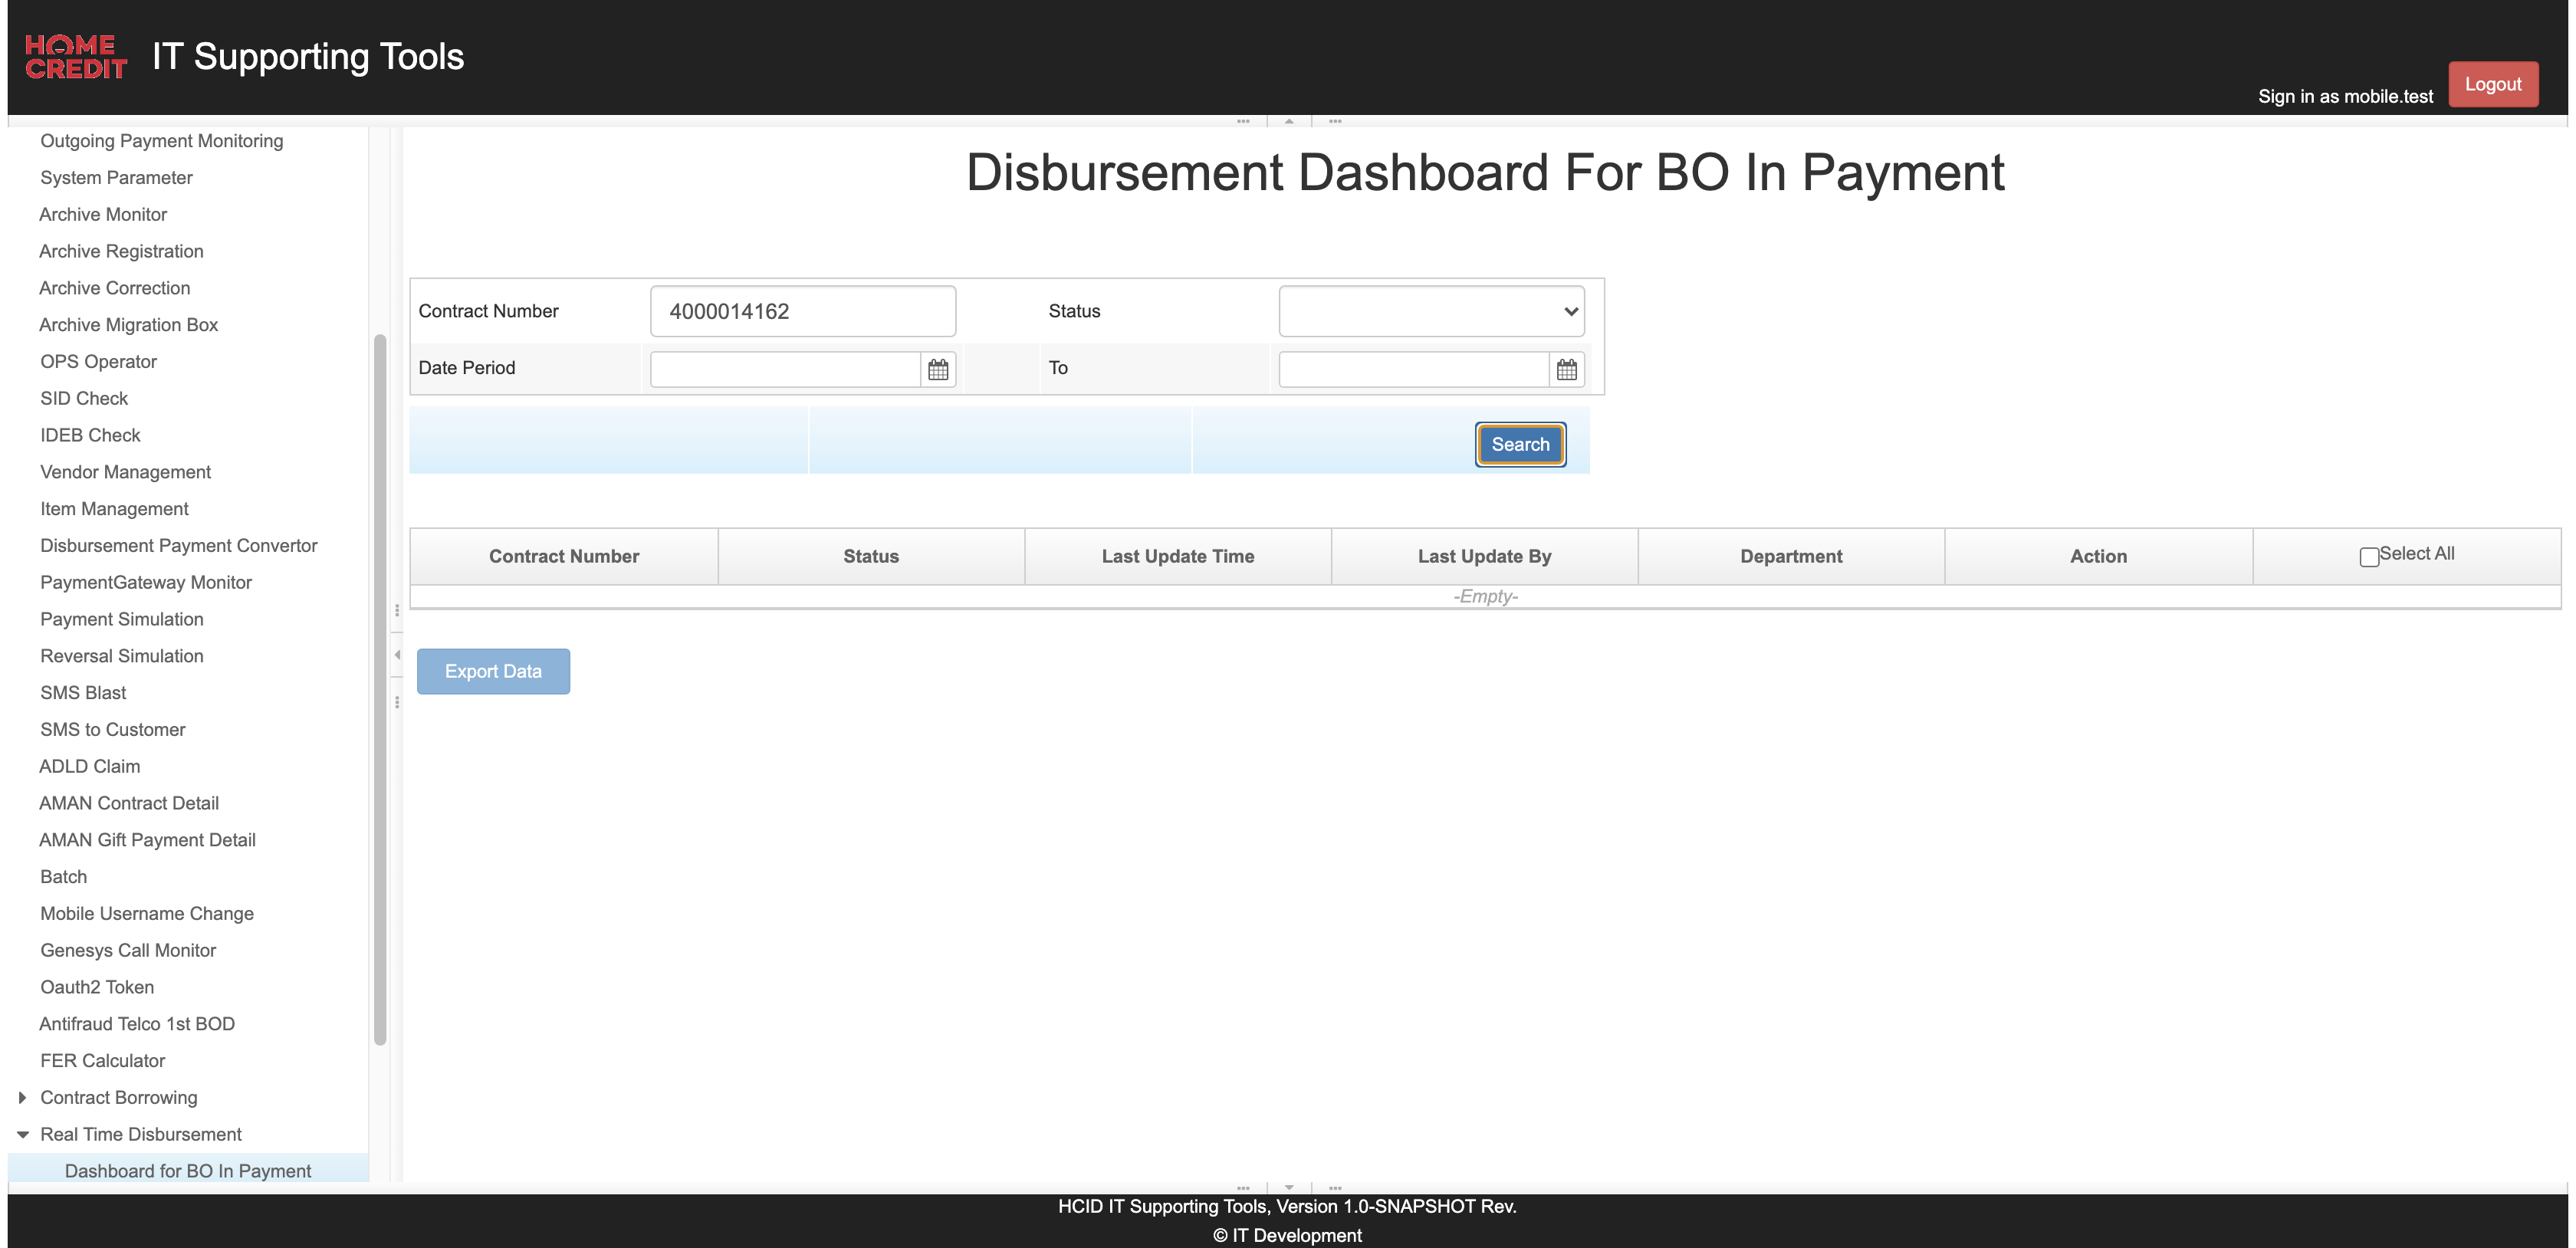 HOME
CREDIT
IT Supporting Tools
Sign in as mobile.test
Logout
Outgoing Payment Monitoring
System Parameter
Archive Monitor
Archive Registration
Archive Correction
Archive Migration Box
OPS Operator
SID Check
IDEB Check
Vendor Management
Item Management
Disbursement Payment Convertor
PaymentGateway Monitor
Payment Simulation
Reversal Simulation
SMS Blast
SMS to Customer
ADLD Claim
AMAN Contract Detail
AMAN Gift Payment Detail
Batch
Mobile Username Change
Genesys Call Monitor
Oauth2 Token
Antifraud Telco 1st BOD
FER Calculator
Contract Borrowing
Real Time Disbursement
Dashboard for BO In Payment
Disbursement Dashboard For BO In Payment
Contract Number 4000014162 Status
Date Period To
Search
Contract Number Status Last Update Time Last Update By Department Action Select All
-Empty-
Export Data
HCID IT Supporting Tools, Version 1.0-SNAPSHOT Rev.
© IT Development